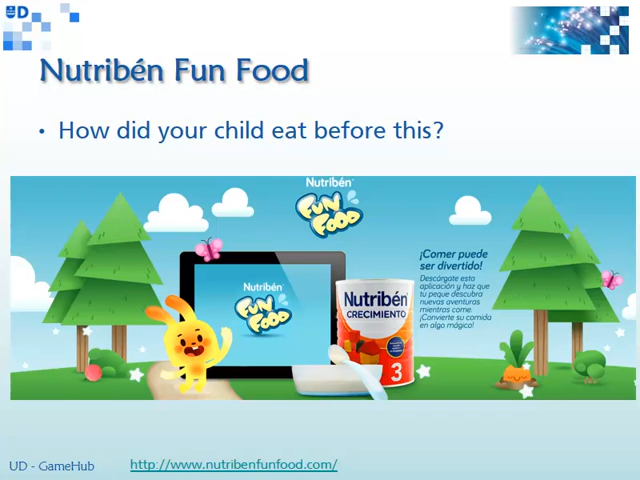 UD
Nutribén Fun Food
• How did your child eat before this?
Nutribén
FUN
FOOD
Nutribén
FUN
FOOD
Nutribén
CRECIMIENTO
3
¡Comer puede
ser divertido!
Descárgate esta
aplicación y haz que
tu peque descubra
nuevas aventuras
mientras come.
¡Convierte su comida
en algo mágico!
UD - GameHub
http://www.nutribenfunfood.com/